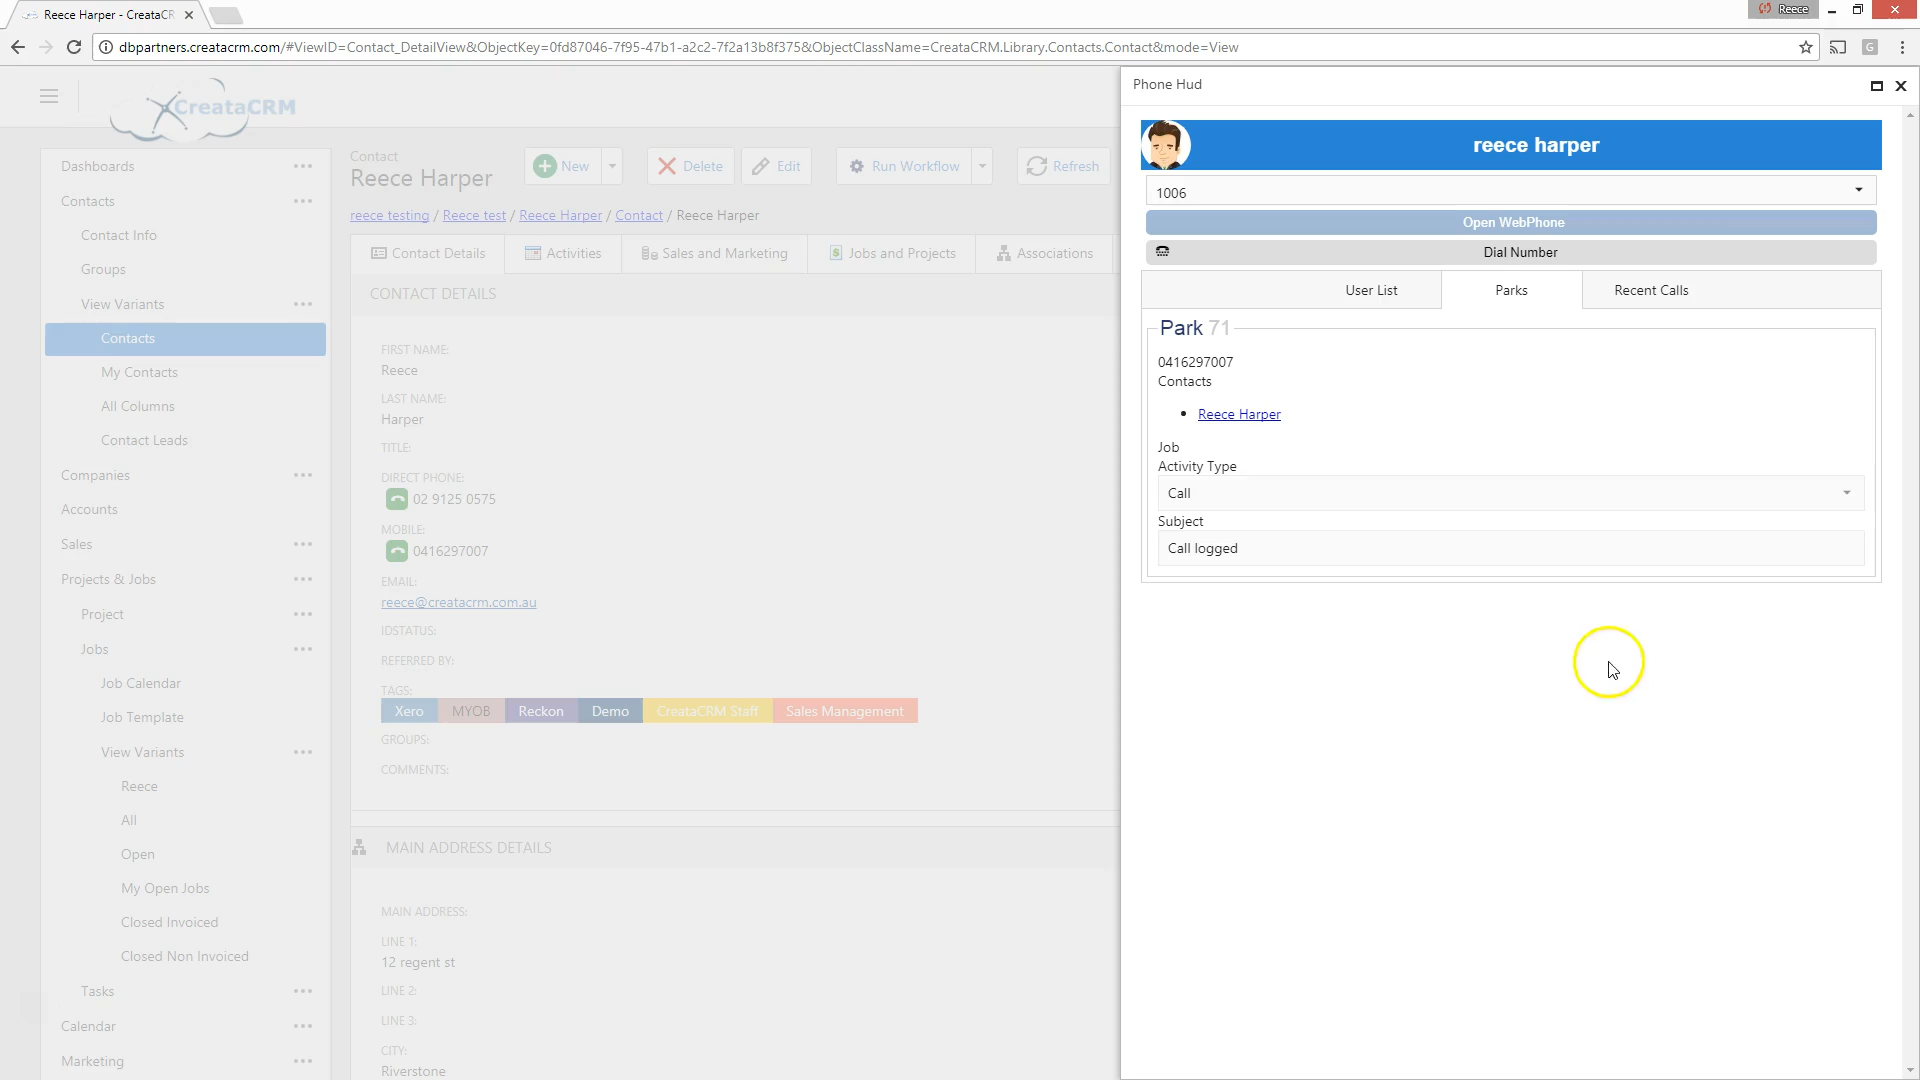 Reece Harper - CreataCR
Reece
dbpartners.creatacrm.com/#ViewID=Contact_DetailView&ObjectKey=0fd87046-7f95-47b1-a2c2-7f2a13b8f375&ObjectClassName=CreataCRM.Library.Contacts.Contact&mode=View
G
CreataCRM
Dashboards
Contacts
Contact Info
Groups
View Variants
Contacts
My Contacts
All Columns
Contact Leads
Companies
Accounts
Sales
Projects & Jobs
Project
Jobs
Job Calendar
Job Template
View Variants
Reece
All
Open
My Open Jobs
Closed Invoiced
Closed Non Invoiced
Tasks
Calendar
Marketing
Contact
Reece Harper
New
Delete
Edit
Run Workflow
Refresh
reece testing / Reece test / Reece Harper / Contact / Reece Harper
Contact Details
Activities
Sales and Marketing
Jobs and Projects
Associations
CONTACT DETAILS
FIRST NAME:
Reece
LAST NAME:
Harper
TITLE:
DIRECT PHONE:
02 9125 0575
MOBILE:
0416297007
EMAIL:
reece@creatacrm.com.au
IDSTATUS:
REFERRED BY:
TAGS:
Xero MYOB Reckon Demo CreataCRM Staff Sales Management
GROUPS:
COMMENTS:
MAIN ADDRESS DETAILS
MAIN ADDRESS:
LINE 1:
12 regent st
LINE 2:
LINE 3:
CITY:
Riverstone
Phone Hud
reece harper
1006
Open WebPhone
Dial Number
User List
Parks
Recent Calls
Park 71
0416297007
Contacts
Reece Harper
Job
Activity Type
Call
Subject
Call logged